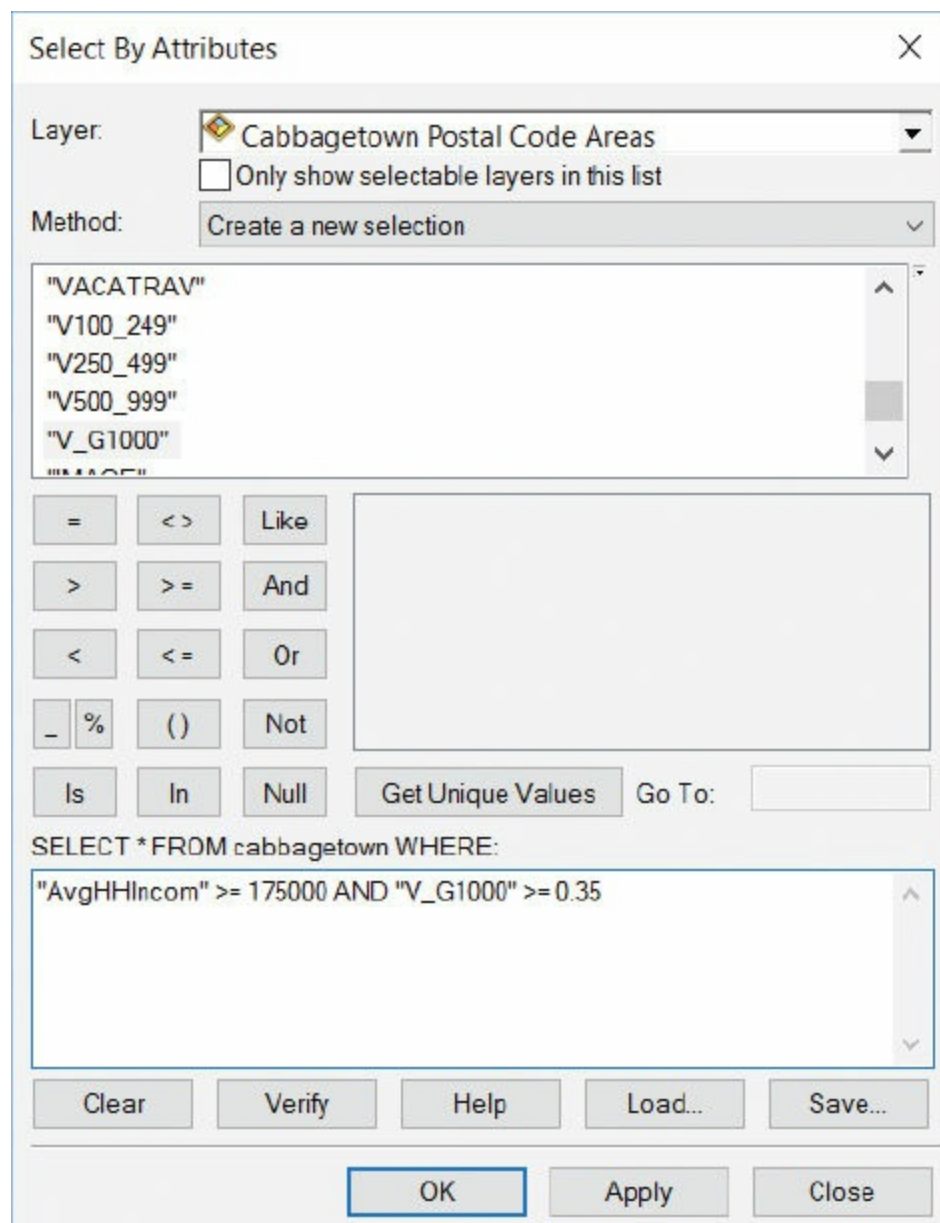 Select By Attributes
Layer: Cabbagetown Postal Code Areas
Only show selectable layers in this list
Method: Create a new selection
"VACATRAV"
"V100_249"
"V250_499"
"V500_999"
"V_G1000"
= <> Like
> >= And
< <= Or
_ % () Not
Is In Null Get Unique Values Go To:
SELECT * FROM cabbagetown WHERE:
"AvgHHIncom" >= 175000 AND "V_G1000" >= 0.35
Clear Verify Help Load... Save...
OK Apply Close